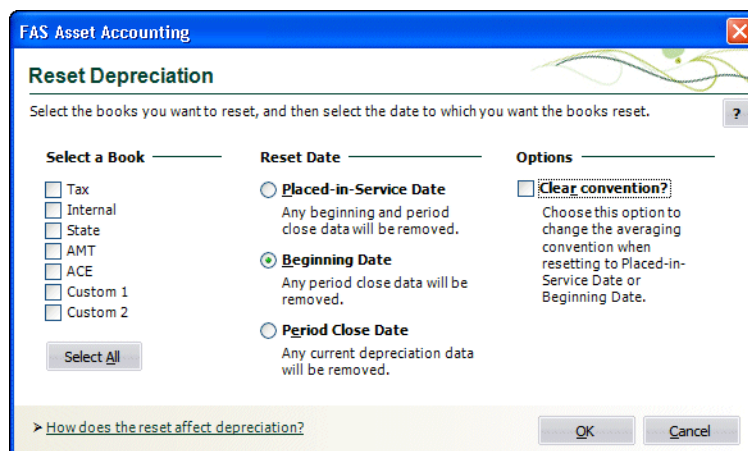 FAS Asset Accounting
Reset Depreciation
Select the books you want to reset, and then select the date to which you want the books reset.
?
Select a Book
Tax
Internal
State
AMT
ACE
Custom 1
Custom 2
Select All
Reset Date
Placed-in-Service Date
Any beginning and period
close data will be removed.
Beginning Date
Any period close data will be
removed.
Period Close Date
Any current depreciation data
will be removed.
Options
Clear convention?
Choose this option to
change the averaging
convention when
resetting to Placed-in-
Service Date or
Beginning Date.
How does the reset affect depreciation?
OK
Cancel